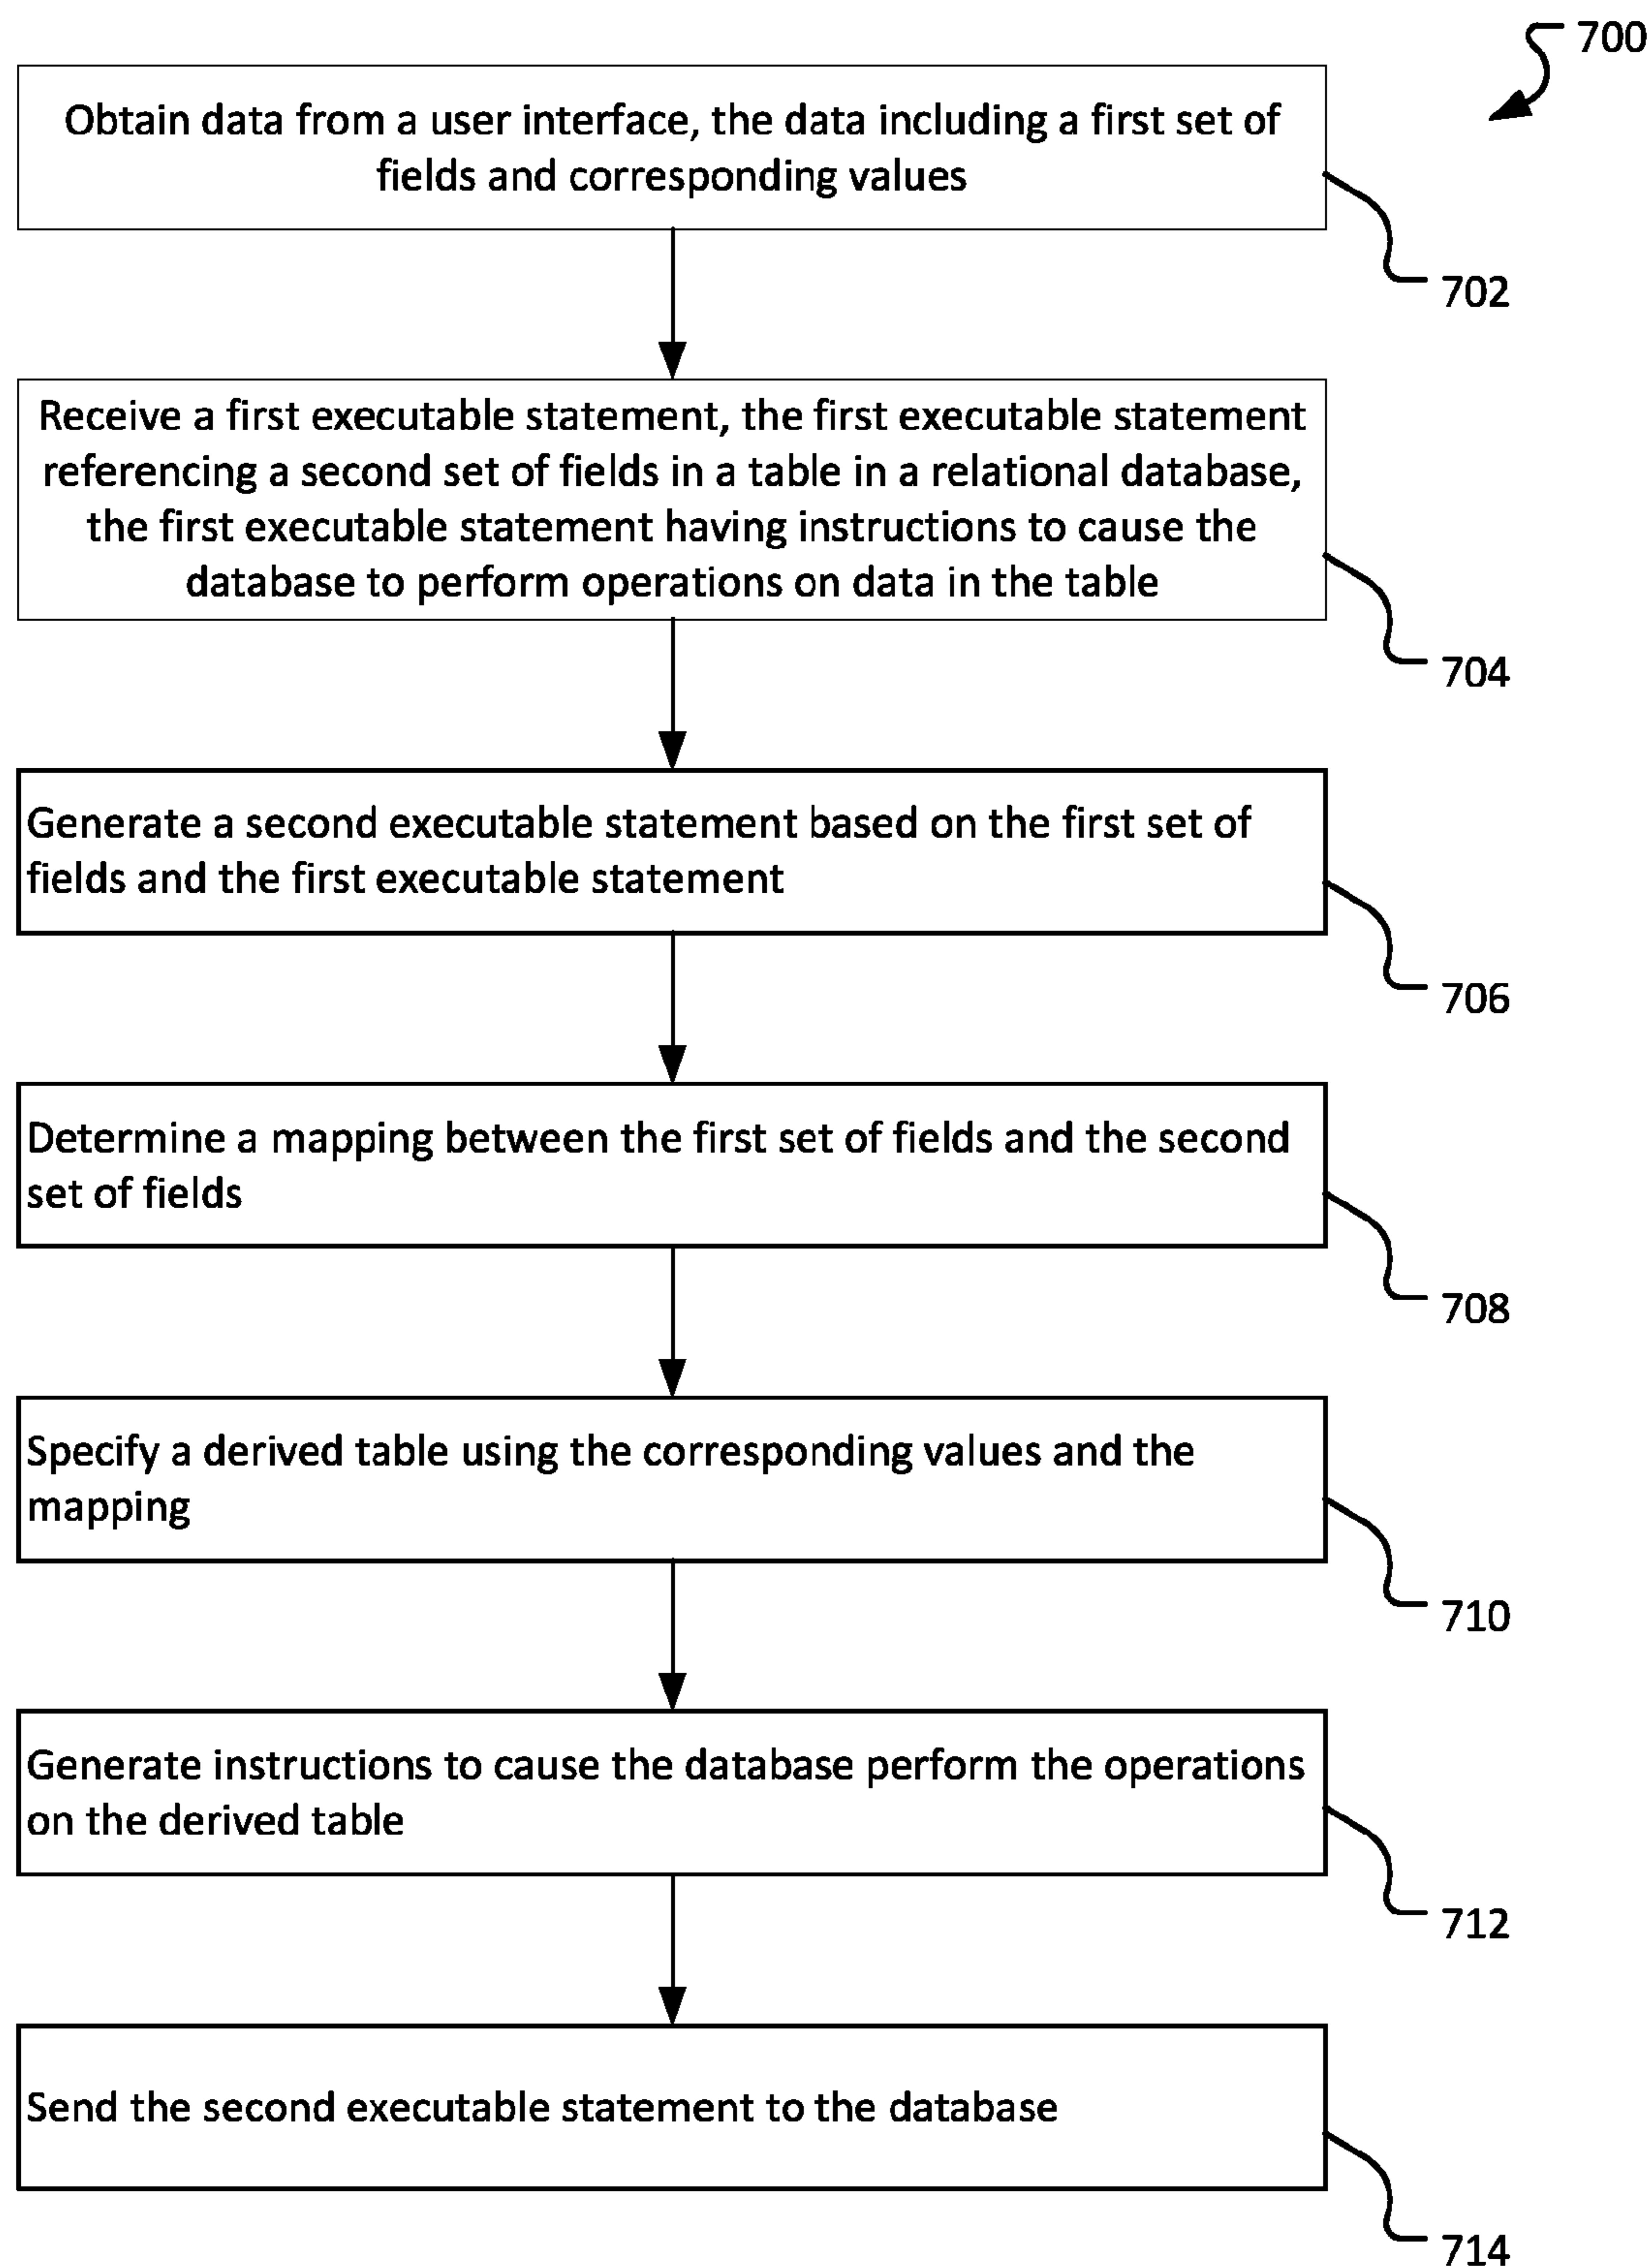 700
Obtain data from a user interface, the data including a first set of
fields and corresponding values
702
Receive a first executable statement, the first executable statement
referencing a second set of fields in a table in a relational database,
the first executable statement having instructions to cause the
database to perform operations on data in the table
704
Generate a second executable statement based on the first set of
fields and the first executable statement
706
Determine a mapping between the first set of fields and the second
set of fields
708
Specify a derived table using the corresponding values and the
mapping
710
Generate instructions to cause the database perform the operations
on the derived table
712
Send the second executable statement to the database
714